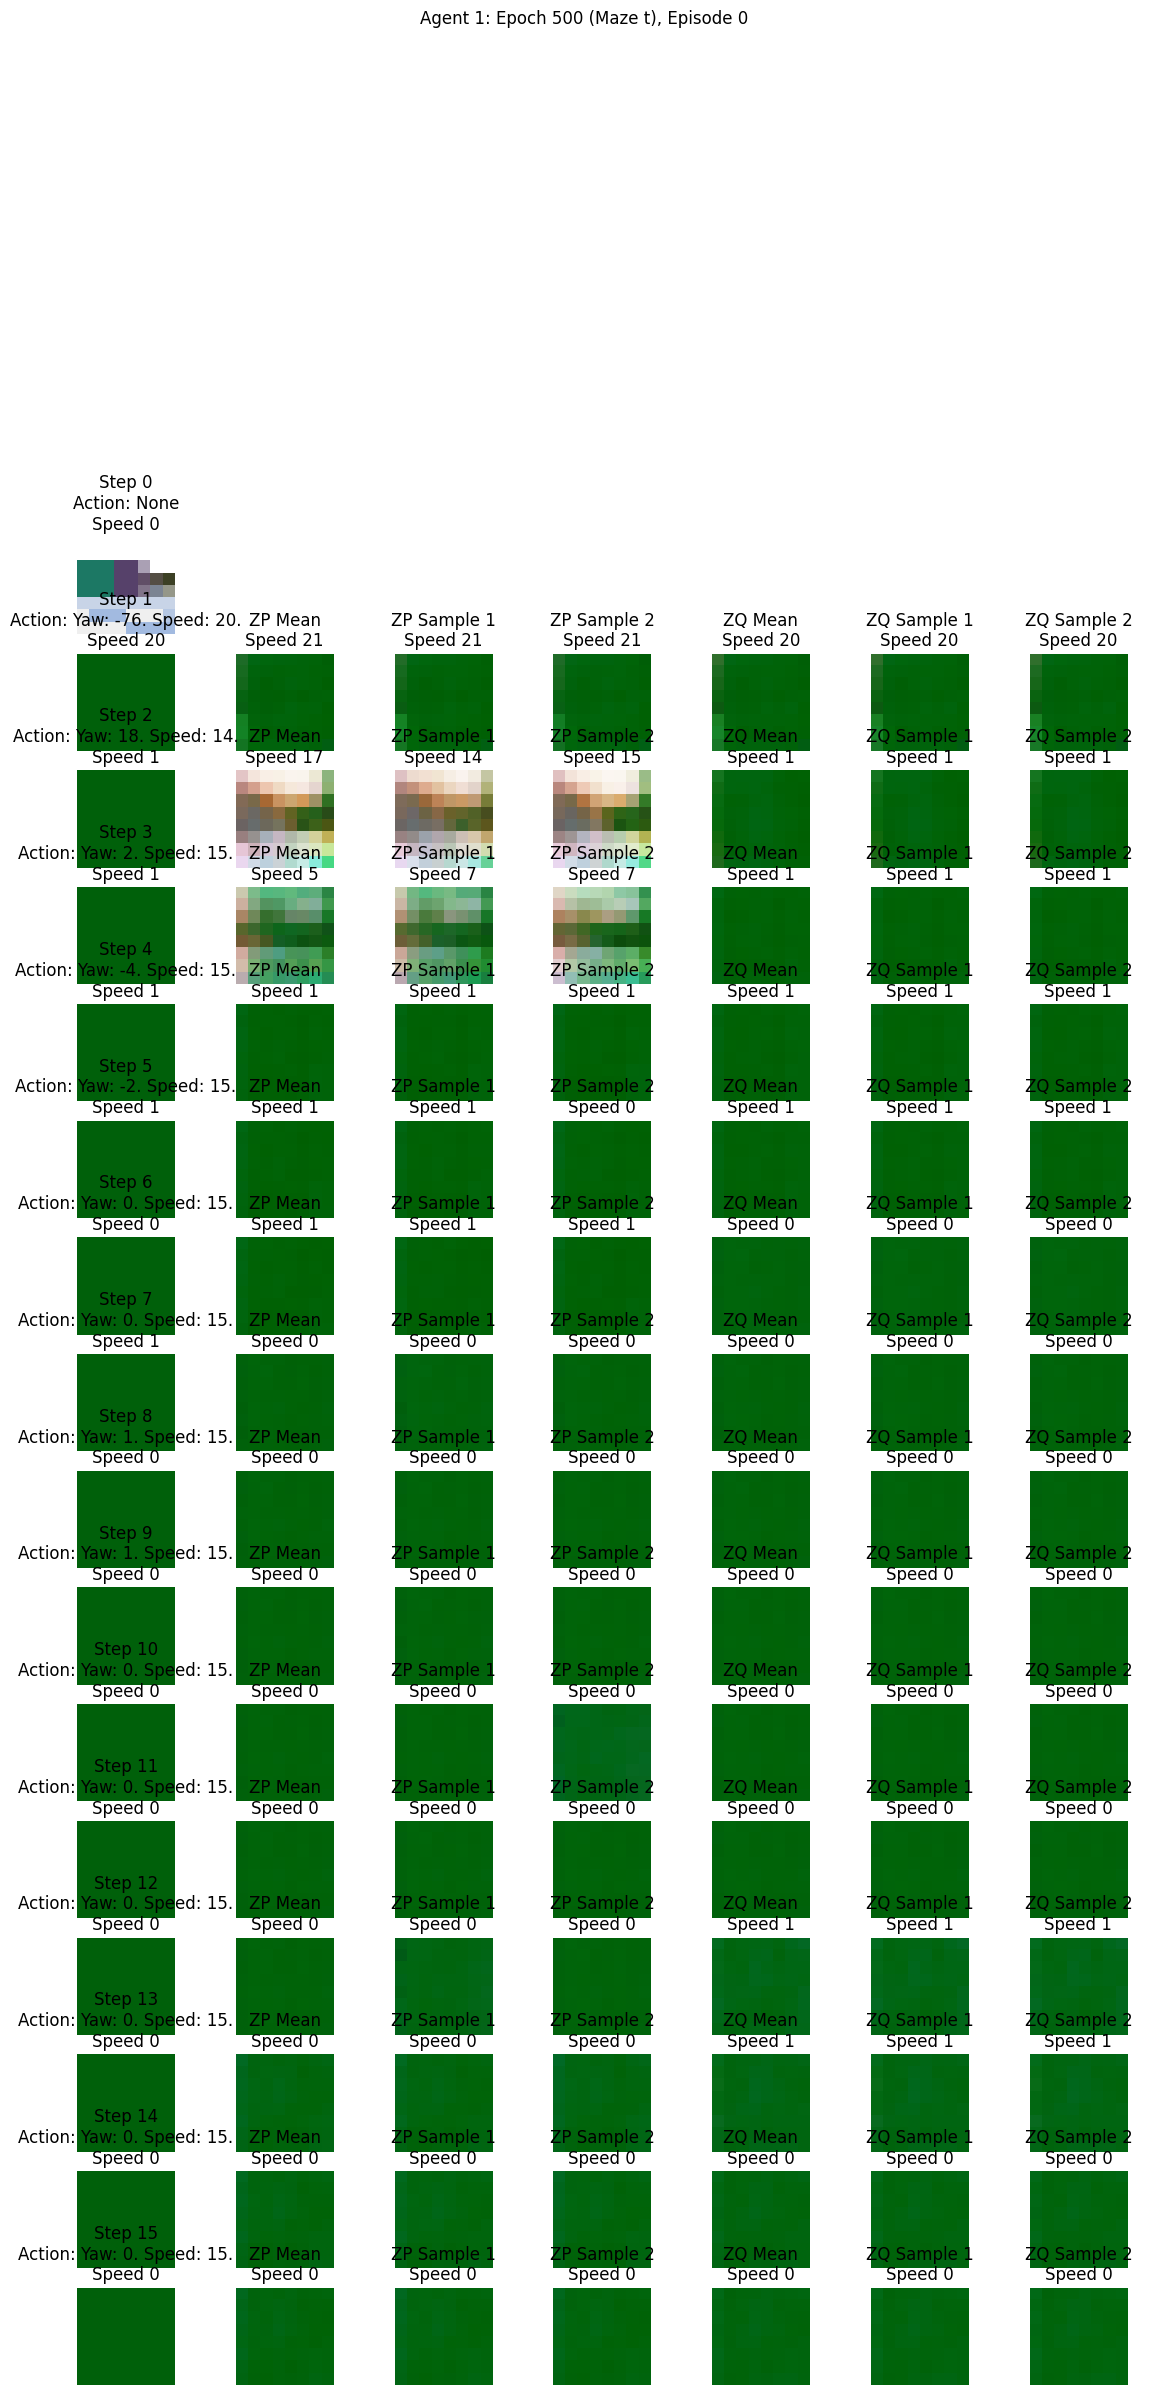 Agent 1: Epoch 500 (Maze t), Episode 0
Step 0
Action: None
Speed 0
Step 1
Action: Yaw: -76. Speed: 20. ZP Mean ZP Sample 1 ZP Sample 2 ZQ Mean ZQ Sample 1 ZQ Sample 2
Speed 20 Speed 21 Speed 21 Speed 21 Speed 20 Speed 20 Speed 20
Step 2
Action: Yaw: 18. Speed: 14. ZP Mean ZP Sample 1 ZP Sample 2 ZQ Mean ZQ Sample 1 ZQ Sample 2
Speed 1 Speed 17 Speed 14 Speed 15 Speed 1 Speed 1 Speed 1
Step 3
Action: Yaw: 2. Speed: 15. ZP Mean ZP Sample 1 ZP Sample 2 ZQ Mean ZQ Sample 1 ZQ Sample 2
Speed 1 Speed 5 Speed 7 Speed 7 Speed 1 Speed 1 Speed 1
Step 4
Action: Yaw: -4. Speed: 15. ZP Mean ZP Sample 1 ZP Sample 2 ZQ Mean ZQ Sample 1 ZQ Sample 2
Speed 1 Speed 1 Speed 1 Speed 1 Speed 1 Speed 1 Speed 1
Step 5
Action: Yaw: -2. Speed: 15. ZP Mean ZP Sample 1 ZP Sample 2 ZQ Mean ZQ Sample 1 ZQ Sample 2
Speed 1 Speed 1 Speed 1 Speed 0 Speed 1 Speed 1 Speed 1
Step 6
Action: Yaw: 0. Speed: 15. ZP Mean ZP Sample 1 ZP Sample 2 ZQ Mean ZQ Sample 1 ZQ Sample 2
Speed 0 Speed 1 Speed 1 Speed 1 Speed 0 Speed 0 Speed 0
Step 7
Action: Yaw: 0. Speed: 15. ZP Mean ZP Sample 1 ZP Sample 2 ZQ Mean ZQ Sample 1 ZQ Sample 2
Speed 1 Speed 0 Speed 0 Speed 0 Speed 0 Speed 0 Speed 0
Step 8
Action: Yaw: 1. Speed: 15. ZP Mean ZP Sample 1 ZP Sample 2 ZQ Mean ZQ Sample 1 ZQ Sample 2
Speed 0 Speed 0 Speed 0 Speed 0 Speed 0 Speed 0 Speed 0
Step 9
Action: Yaw: 1. Speed: 15. ZP Mean ZP Sample 1 ZP Sample 2 ZQ Mean ZQ Sample 1 ZQ Sample 2
Speed 0 Speed 0 Speed 0 Speed 0 Speed 0 Speed 0 Speed 0
Step 10
Action: Yaw: 0. Speed: 15. ZP Mean ZP Sample 1 ZP Sample 2 ZQ Mean ZQ Sample 1 ZQ Sample 2
Speed 0 Speed 0 Speed 0 Speed 0 Speed 0 Speed 0 Speed 0
Step 11
Action: Yaw: 0. Speed: 15. ZP Mean ZP Sample 1 ZP Sample 2 ZQ Mean ZQ Sample 1 ZQ Sample 2
Speed 0 Speed 0 Speed 0 Speed 0 Speed 0 Speed 0 Speed 0
Step 12
Action: Yaw: 0. Speed: 15. ZP Mean ZP Sample 1 ZP Sample 2 ZQ Mean ZQ Sample 1 ZQ Sample 2
Speed 0 Speed 0 Speed 0 Speed 0 Speed 1 Speed 1 Speed 1
Step 13
Action: Yaw: 0. Speed: 15. ZP Mean ZP Sample 1 ZP Sample 2 ZQ Mean ZQ Sample 1 ZQ Sample 2
Speed 0 Speed 0 Speed 0 Speed 0 Speed 1 Speed 1 Speed 1
Step 14
Action: Yaw: 0. Speed: 15. ZP Mean ZP Sample 1 ZP Sample 2 ZQ Mean ZQ Sample 1 ZQ Sample 2
Speed 0 Speed 0 Speed 0 Speed 0 Speed 0 Speed 0 Speed 0
Step 15
Action: Yaw: 0. Speed: 15. ZP Mean ZP Sample 1 ZP Sample 2 ZQ Mean ZQ Sample 1 ZQ Sample 2
Speed 0 Speed 0 Speed 0 Speed 0 Speed 0 Speed 0 Speed 0